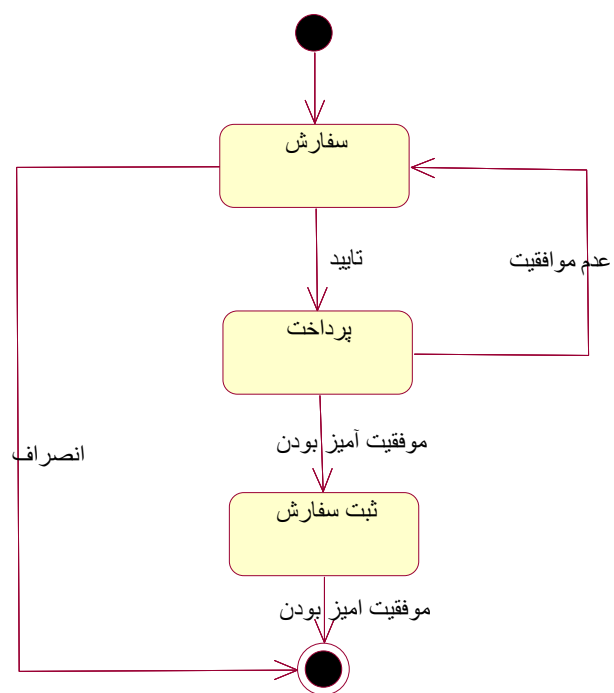 سفارش
تایید
عدم موافقیت
پرداخت
موفقیت آمیز بودن
انصراف
ثبت سفارش
موفقیت امیز بودن